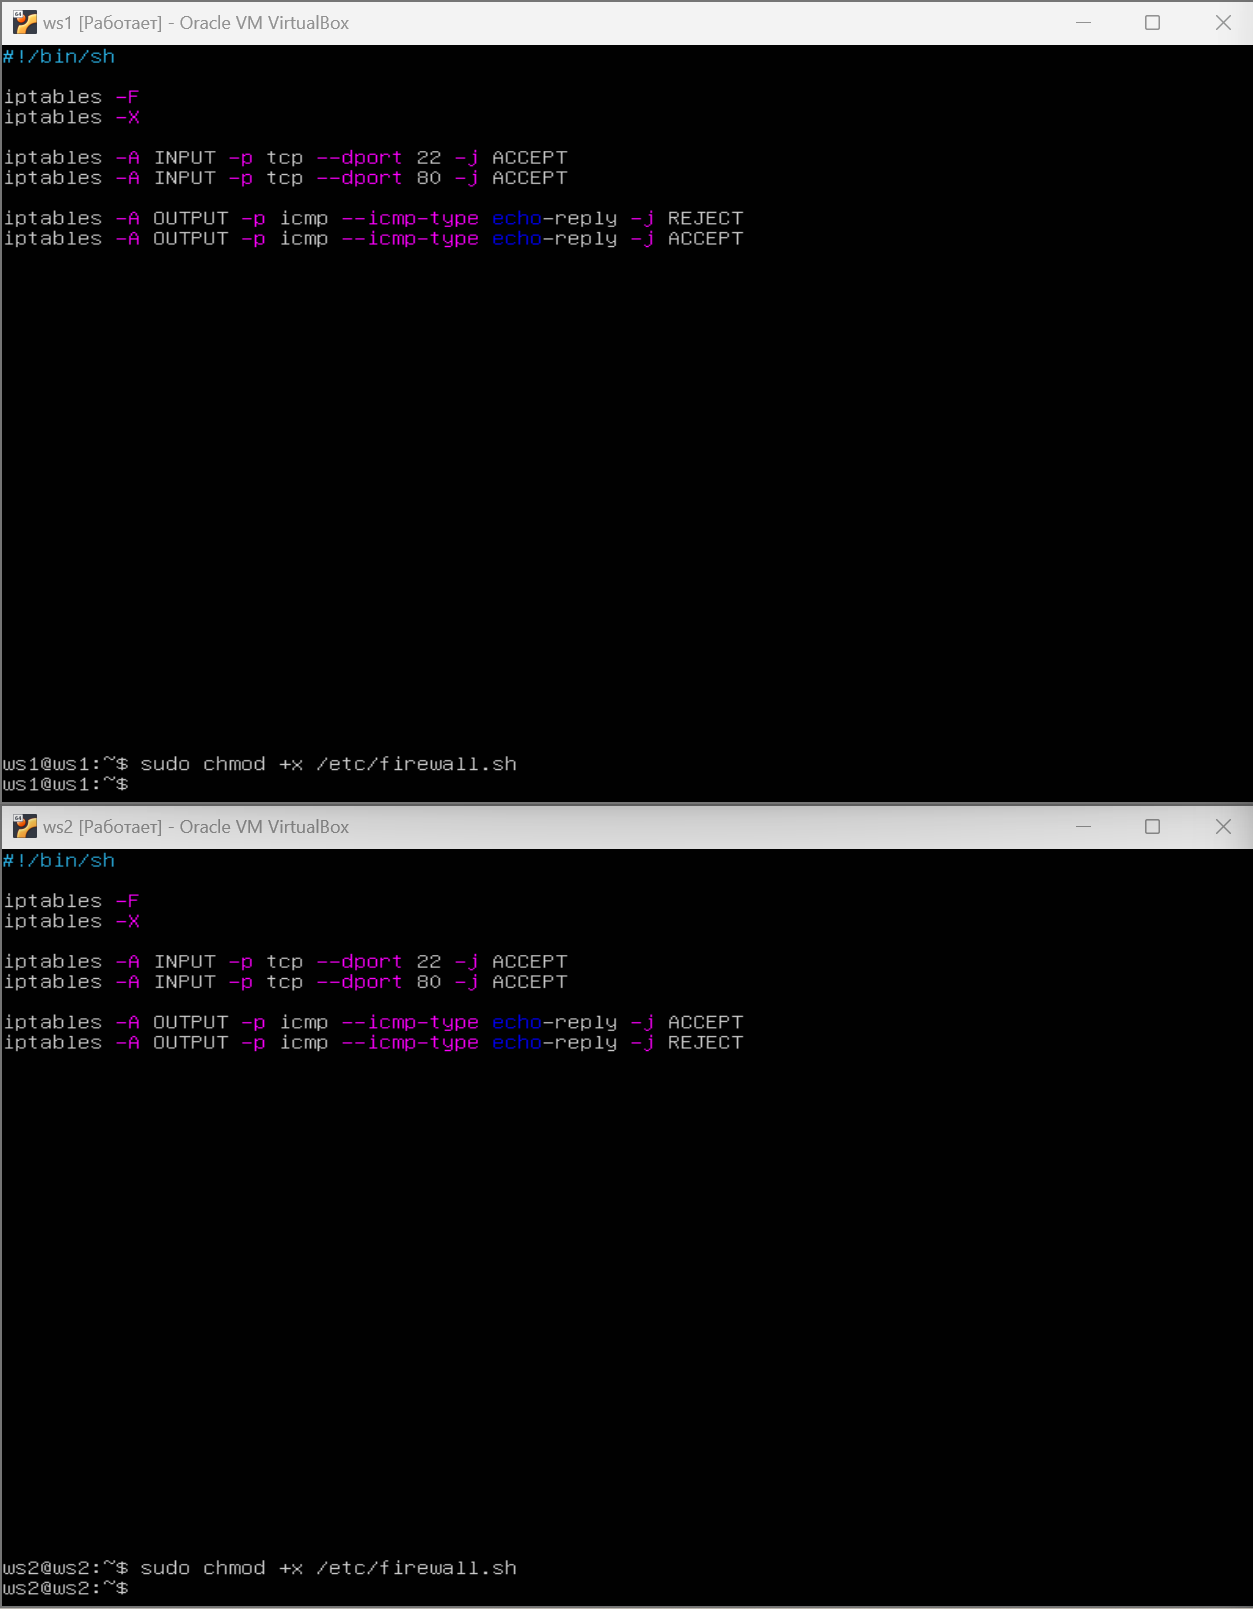 ws1 [Работает] - Oracle VM VirtualBox
#!/bin/sh
iptables -F
iptables -X
iptables -A INPUT -p tcp --dport 22 -j ACCEPT
iptables -A INPUT -p tcp --dport 80 -j ACCEPT
iptables -A OUTPUT -p icmp --icmp-type echo-reply -j REJECT
iptables -A OUTPUT -p icmp --icmp-type echo-reply -j ACCEPT
ws1@ws1:~$ sudo chmod +x /etc/firewall.sh
ws1@ws1:~$
ws2 [Работает] - Oracle VM VirtualBox
#!/bin/sh
iptables -F
iptables -X
iptables -A INPUT -p tcp --dport 22 -j ACCEPT
iptables -A INPUT -p tcp --dport 80 -j ACCEPT
iptables -A OUTPUT -p icmp --icmp-type echo-reply -j ACCEPT
iptables -A OUTPUT -p icmp --icmp-type echo-reply -j REJECT
ws2@ws2:~$ sudo chmod +x /etc/firewall.sh
ws2@ws2:~$